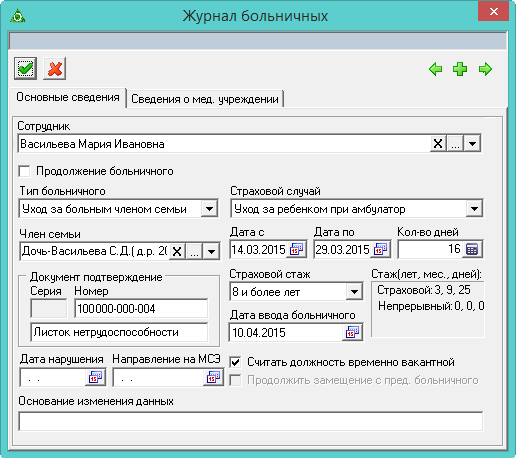 Журнал больничных
Основные сведения
Сведения о мед. учреждении
Сотрудник
Васильева Мария Ивановна
Продолжение больничного
Тип больничного
Страховой случай
Уход за больным членом семьи
Уход за ребенком при амбулатор
Член семьи
Дата с
Дата по
Кол-во дней
Дочь-Васильева С.Д.( д.р. 20
14.03.2015
29.03.2015
16
Документ подтверждение
Серия
Номер
100000-000-004
Листок нетрудоспособности
Страховой стаж
8 и более лет
Стаж(лет, мес., дней):
Страховой: 3, 9, 25
Непрерывный: 0, 0, 0
Дата ввода больничного
10.04.2015
Дата нарушения
Направление на МСЭ
Считать должность временно вакантной
Продолжить замещение с пред. больничного
Основание изменения данных